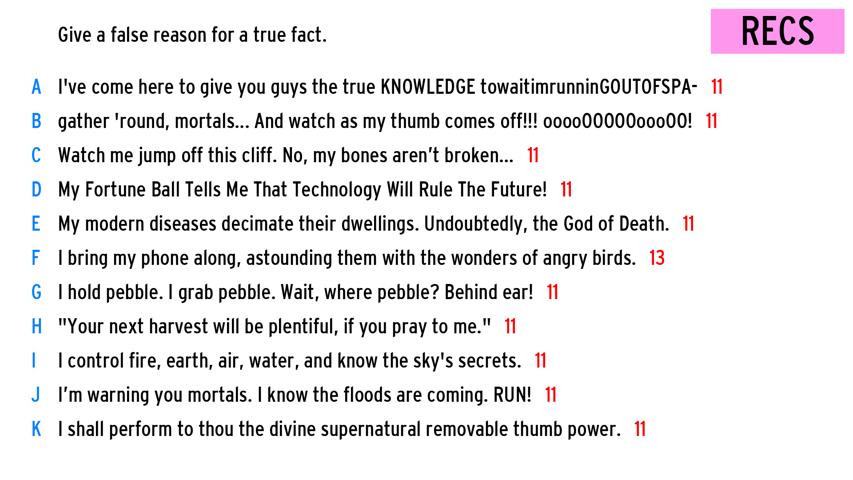 Give a false reason for a true fact.
RECS
A I've come here to give you guys the true KNOWLEDGE towaitimrunninGOUTOFSPA- 11
B gather 'round, mortals... And watch as my thumb comes off!!! ooooOOOOOoooOO! 11
C Watch me jump off this cliff. No, my bones aren’t broken... 11
D My Fortune Ball Tells Me That Technology Will Rule The Future! 11
E My modern diseases decimate their dwellings. Undoubtedly, the God of Death. 11
F I bring my phone along, astounding them with the wonders of angry birds. 13
G I hold pebble. I grab pebble. Wait, where pebble? Behind ear! 11
H "Your next harvest will be plentiful, if you pray to me." 11
I I control fire, earth, air, water, and know the sky's secrets. 11
J I’m warning you mortals. I know the floods are coming. RUN! 11
K I shall perform to thou the divine supernatural removable thumb power. 11